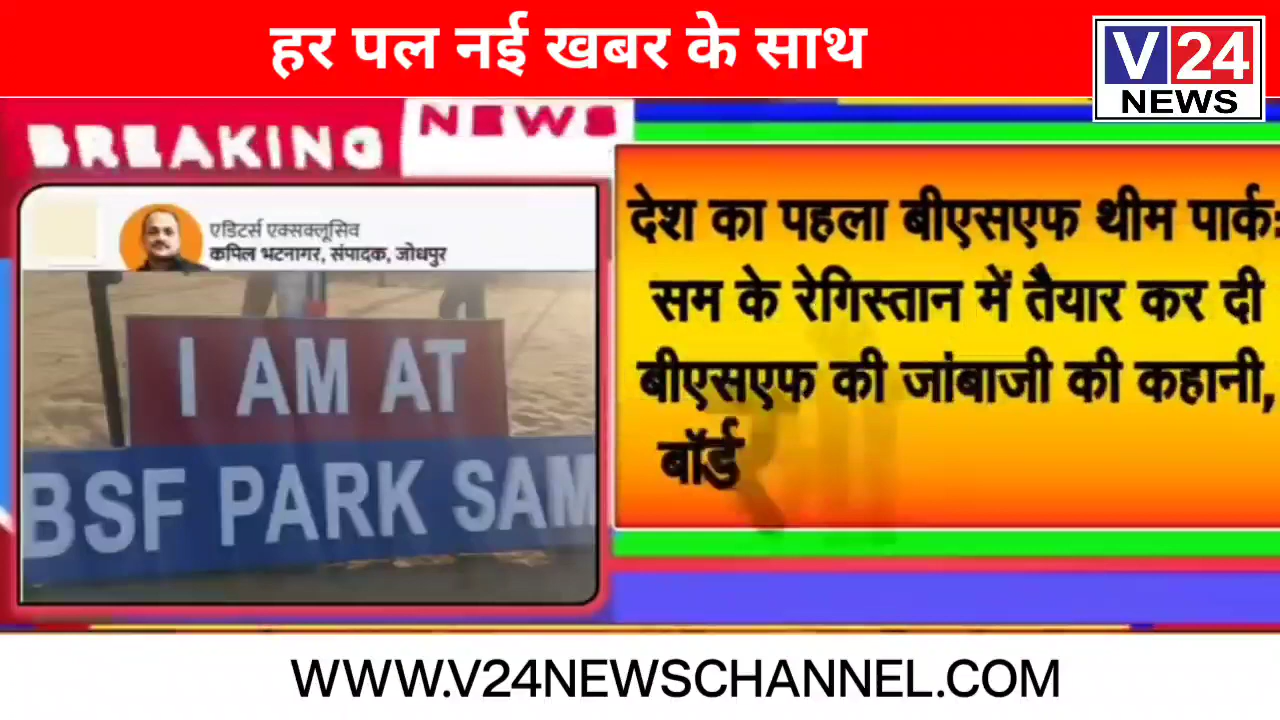 हर पल नई खबर के साथ
V 24
NEWS
BREAKING NEWS
एडिटर्स एक्सक्लूसिव
कपिल भटनागर, संपादक, जोधपुर
I AM AT
BSF PARK SAM
देश का पहला बीएसएफ थीम पार्क:
सम के रेगिस्तान में तैयार कर दी
बीएसएफ की जांबाजी की कहानी,
बॉर्ड
WWW.V24NEWSCHANNEL.COM